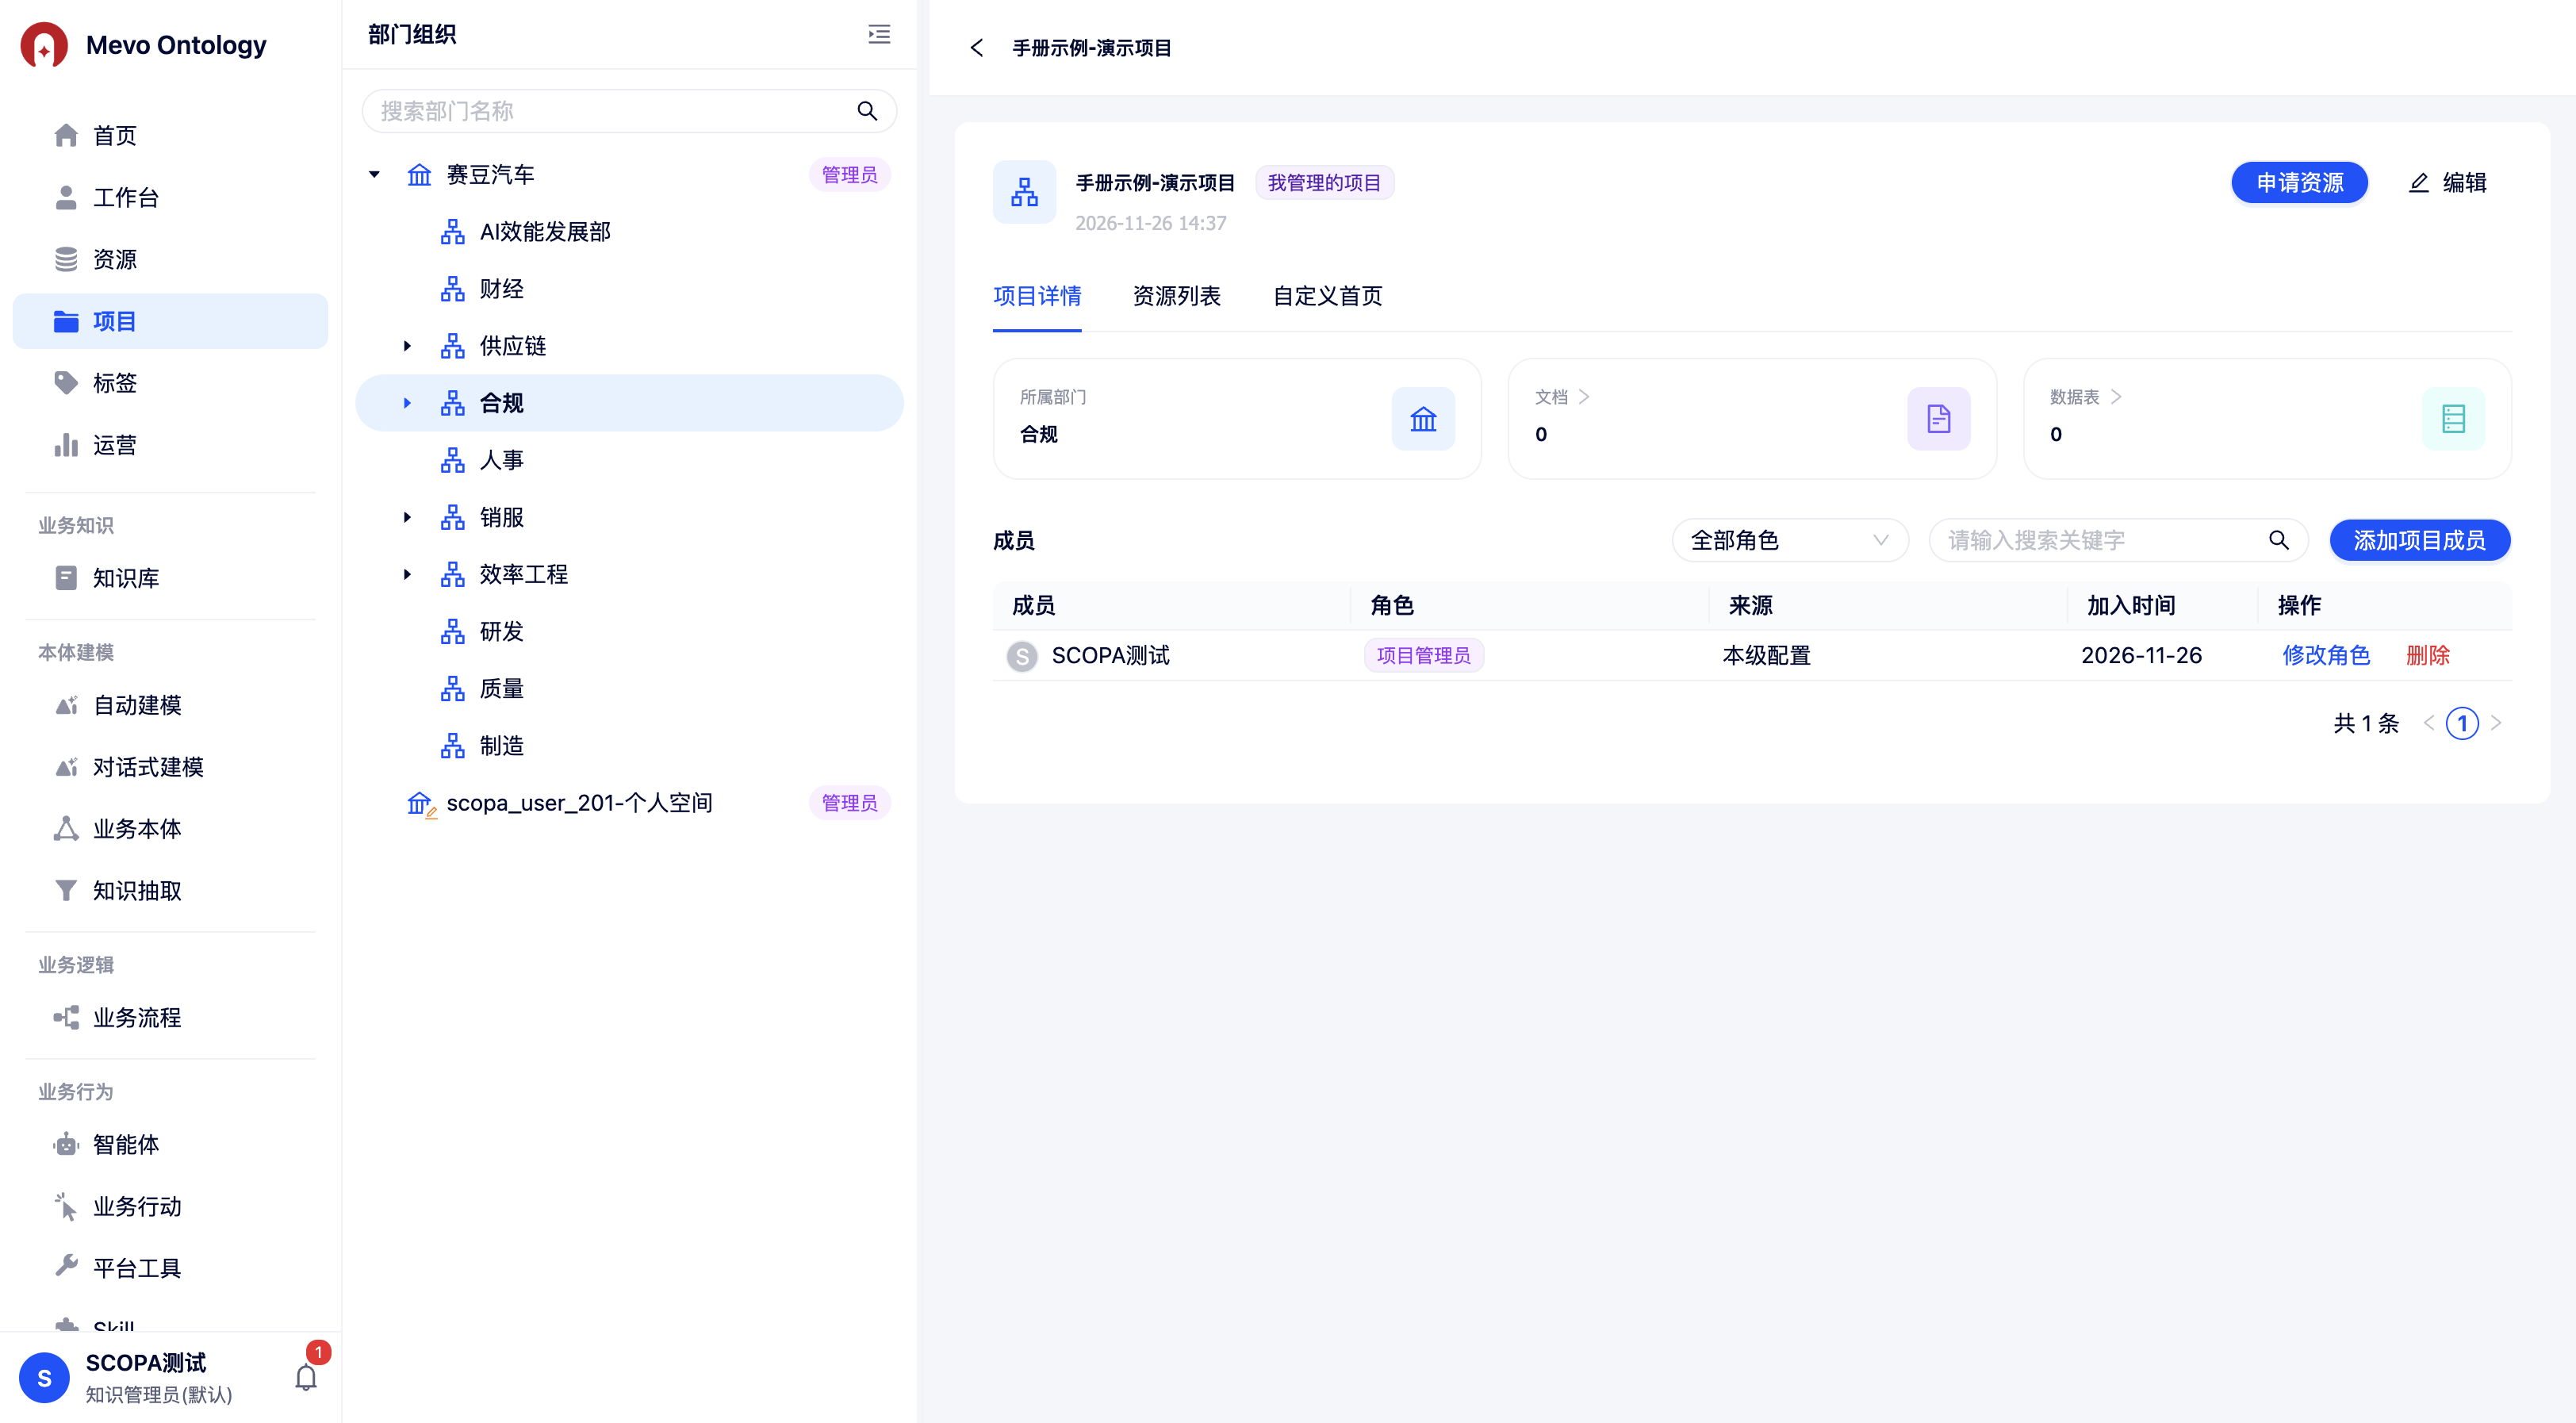 Mevo Ontology
首页
工作台
资源
项目
标签
运营
业务知识
知识库
本体建模
自动建模
对话式建模
业务本体
知识抽取
业务逻辑
业务流程
业务行为
智能体
业务行动
平台工具
Skill
S
SCOPA测试
知识管理员(默认)
1
部门组织
搜索部门名称
赛豆汽车 管理员
AI效能发展部
财经
供应链
合规
人事
销服
效率工程
研发
质量
制造
scopa_user_201-个人空间 管理员
手册示例-演示项目
手册示例-演示项目 我管理的项目
2026-11-26 14:37
申请资源 编辑
项目详情 资源列表 自定义首页
所属部门
合规
文档
0
数据表
0
成员 全部角色 请输入搜索关键字 添加项目成员
成员 角色 来源 加入时间 操作
S SCOPA测试 项目管理员 本级配置 2026-11-26 修改角色 删除
共 1 条 1